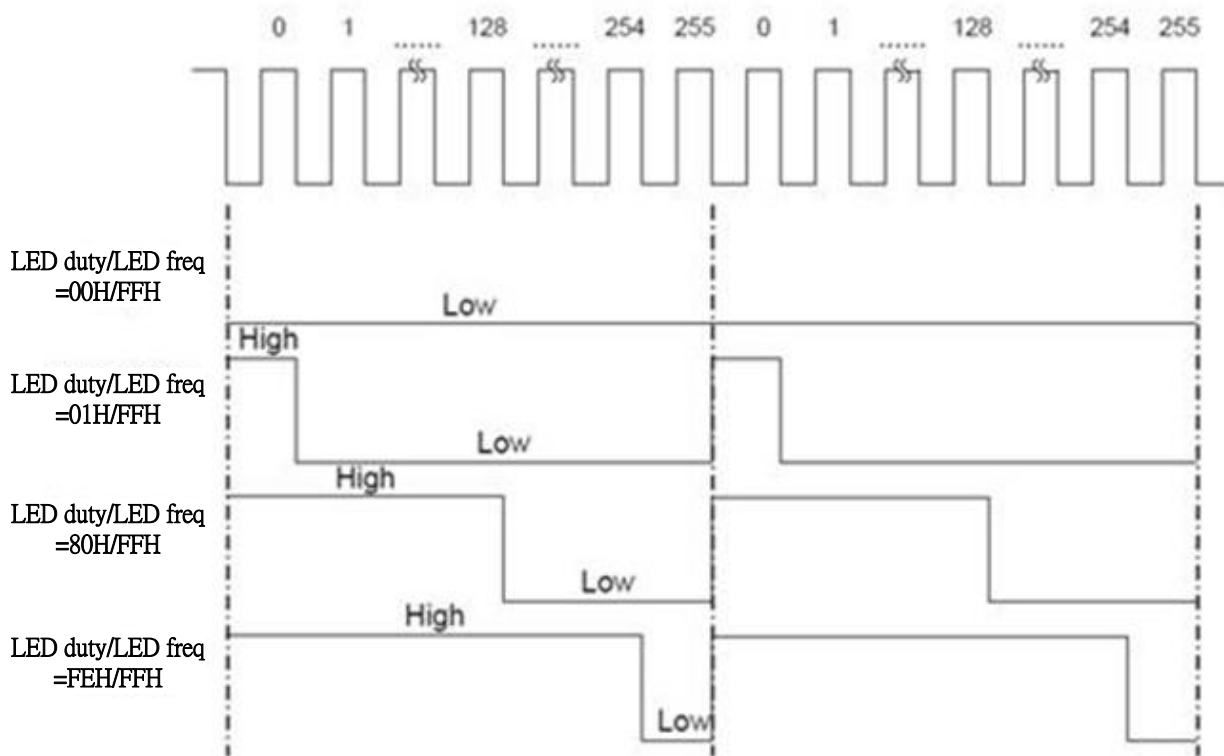 0 1 ...... 128 ...... 254 255 0 1 ...... 128 ...... 254 255
LED duty/LED freq
=00H/FFH
Low
High
LED duty/LED freq
=01H/FFH
Low
High
LED duty/LED freq
=80H/FFH
Low
High
LED duty/LED freq
=FEH/FFH
Low